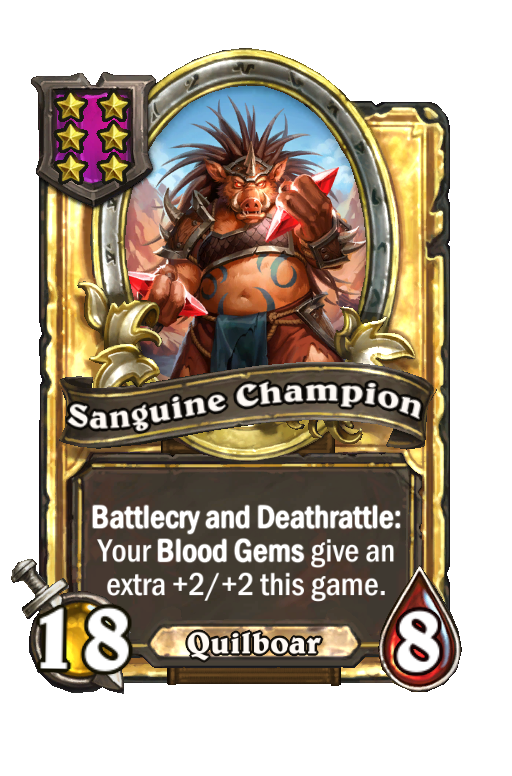 Sanguine Champion
Battlecry and Deathrattle:
Your Blood Gems give an
extra +2/+2 this game.
Quilboar
18
8